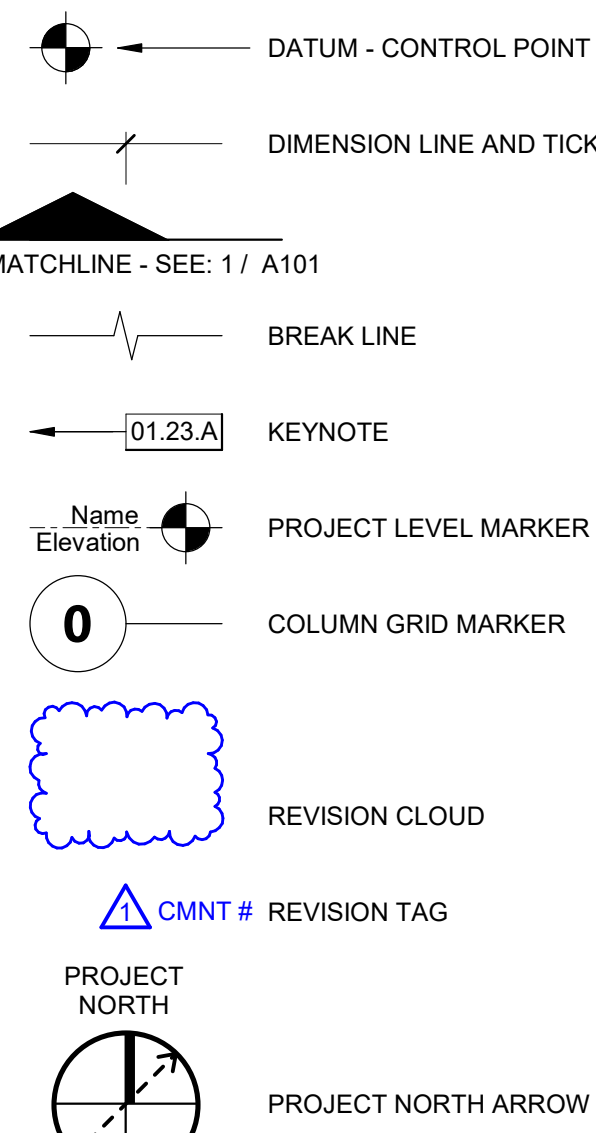 DATUM - CONTROL POINT
DIMENSION LINE AND TICK
MATCHLINE - SEE: 1 / A101
BREAK LINE
01.23.A KEYNOTE
Name
Elevation
PROJECT LEVEL MARKER
0 COLUMN GRID MARKER
REVISION CLOUD
1 CMNT # REVISION TAG
PROJECT
NORTH
PROJECT NORTH ARROW